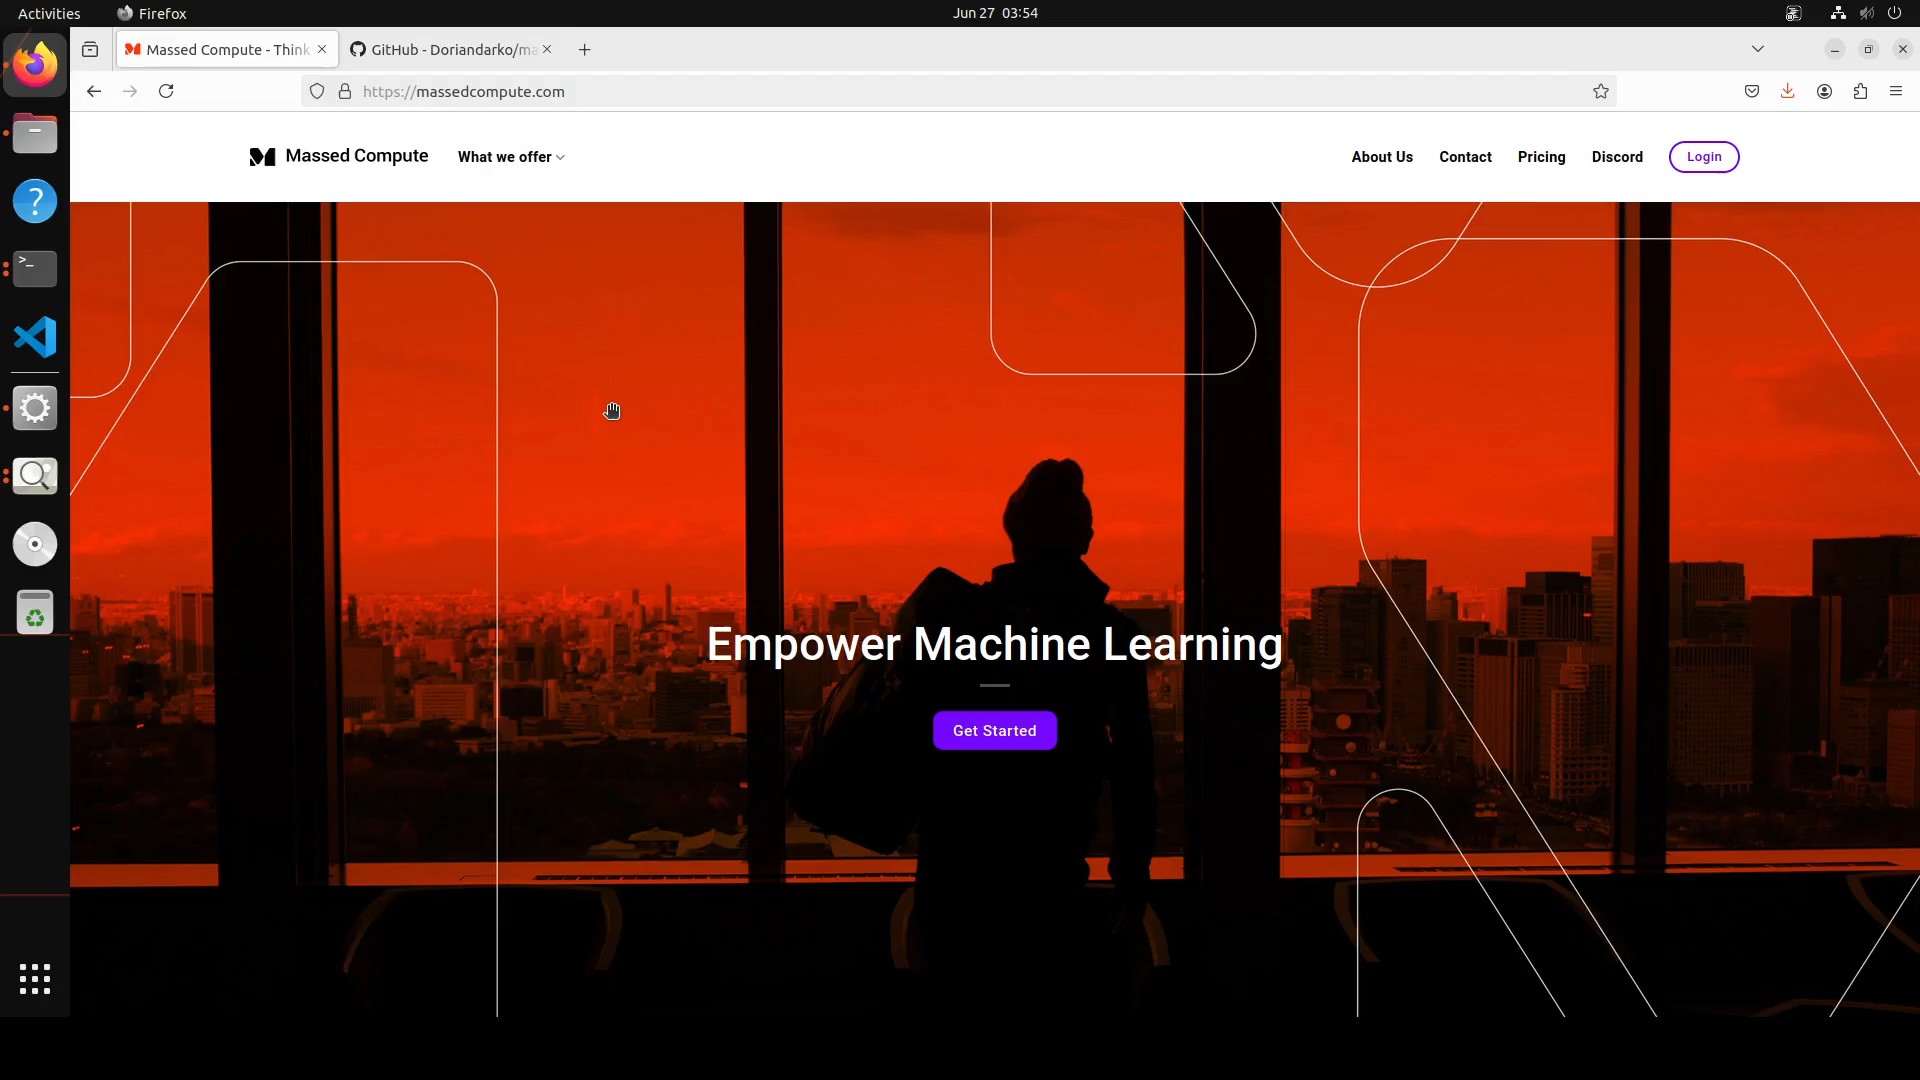 Activities
Firefox
Jun 27 03:54
Massed Compute - Think
GitHub - Doriandarko/ma
https://massedcompute.com
Massed Compute
What we offer
About Us
Contact
Pricing
Discord
Login
Empower Machine Learning
Get Started